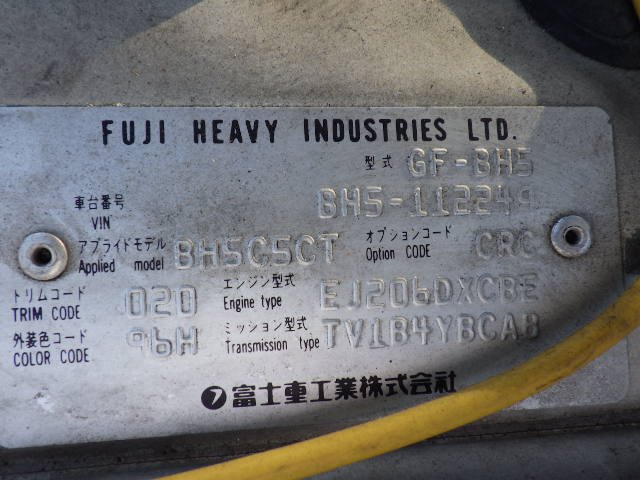 FUJI HEAVY INDUSTRIES LTD.
型式 GF-BH5
車台番号 VIN BH5-112249
アプライドモデル Applied model BH5C5CT オプションコード Option CODE CRC
トリムコード TRIM CODE 020 エンジン型式 Engine type EJ206DXCBE
外装色コード COLOR CODE 96H ミッション型式 Transmission type TV1B4YBCAB
富士重工業株式会社